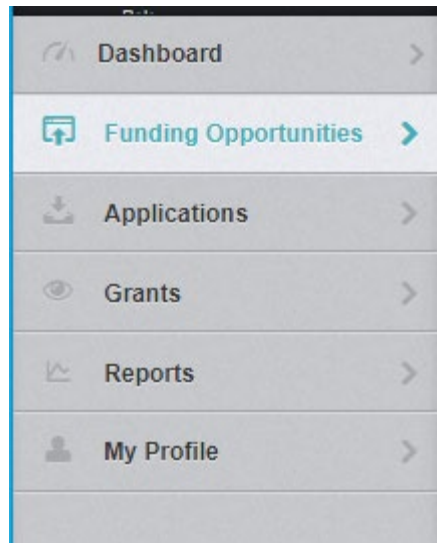 Dashboard
Funding Opportunities
Applications
Grants
Reports
My Profile